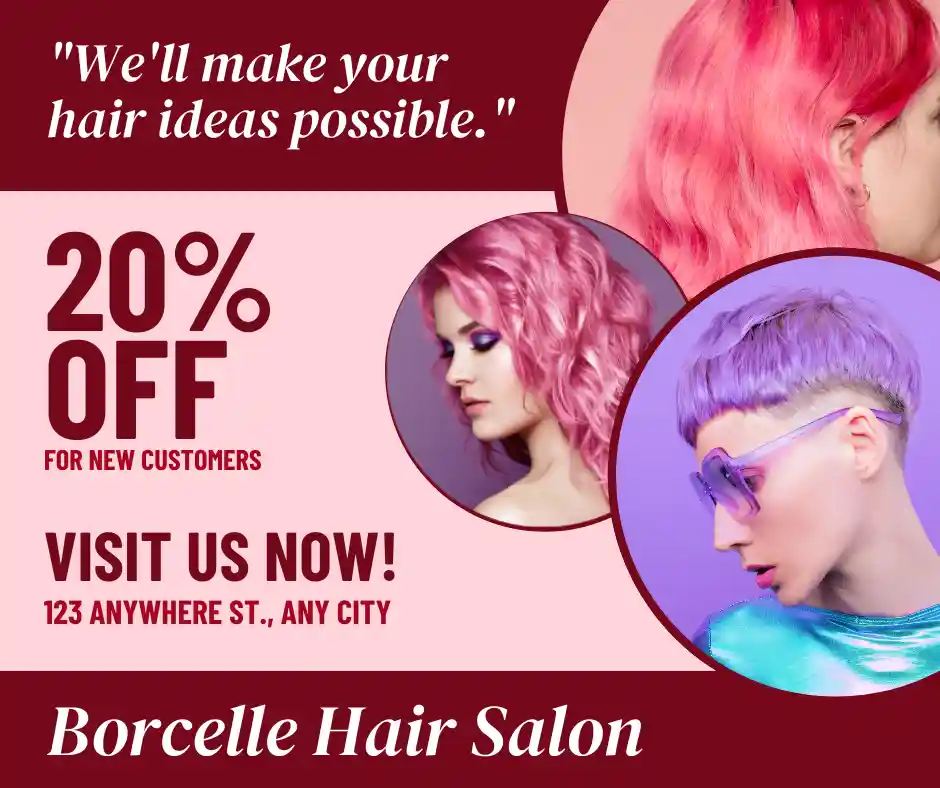 "We'll make your
hair ideas possible."
20%
OFF
FOR NEW CUSTOMERS
VISIT US NOW!
123 ANYWHERE ST., ANY CITY
Borcelle Hair Salon